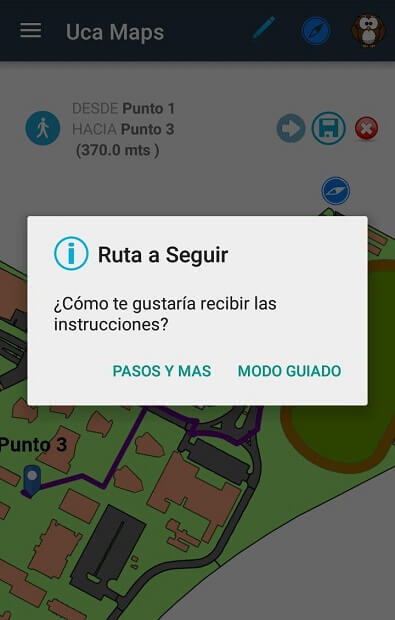 Uca Maps
DESDE Punto 1
HACIA Punto 3
(370.0 mts )
Ruta a Seguir
¿Cómo te gustaría recibir las
instrucciones?
PASOS Y MAS MODO GUIADO
Punto 3